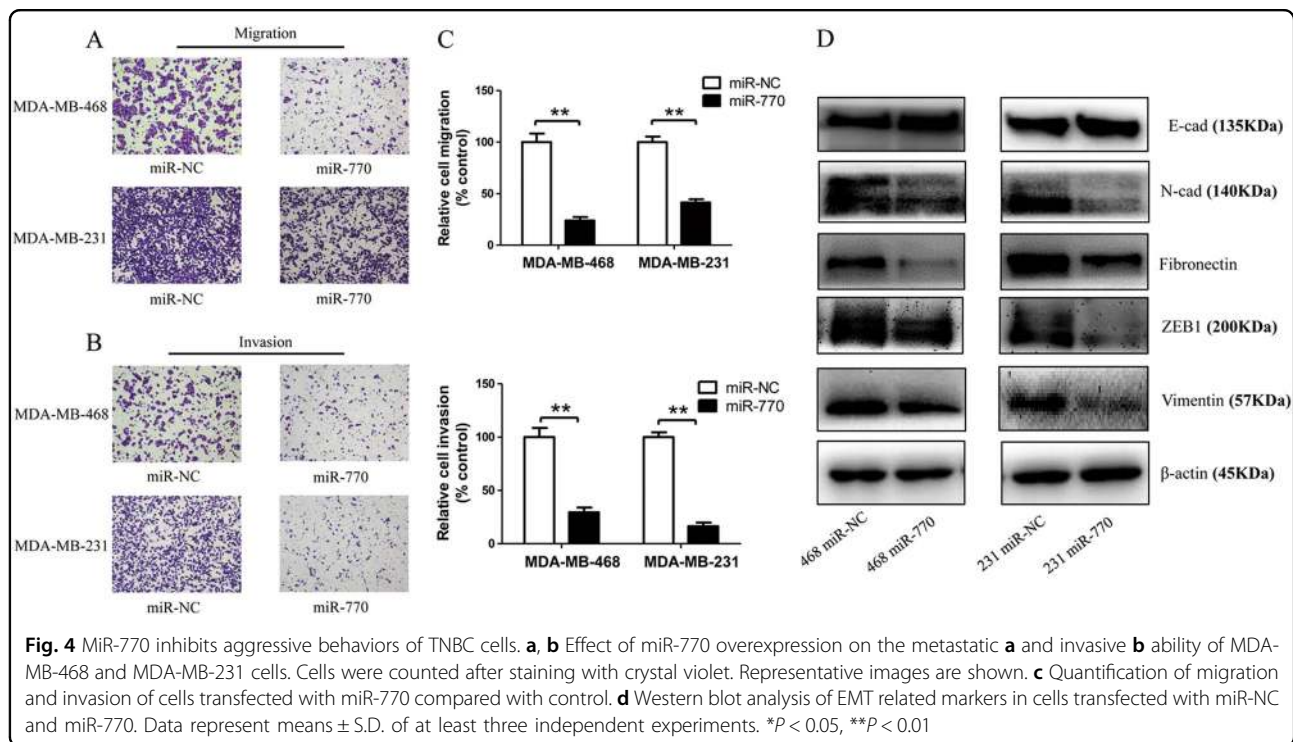 A
Migration
MDA-MB-468
miR-NC
miR-770
MDA-MB-231
miR-NC
miR-770
B
Invasion
MDA-MB-468
miR-NC
miR-770
MDA-MB-231
miR-NC
miR-770
C
Relative cell migration
(% control)
150
100
50
0
miR-NC
miR-770
**
**
MDA-MB-468
MDA-MB-231
Relative cell invasion
(% control)
150
100
50
0
miR-NC
miR-770
**
**
MDA-MB-468
MDA-MB-231
D
E-cad (135KDa)
N-cad (140KDa)
Fibronectin
ZEB1 (200KDa)
Vimentin (57KDa)
β-actin (45KDa)
468 miR-NC
468 miR-770
231 miR-NC
231 miR-770
Fig. 4 MiR-770 inhibits aggressive behaviors of TNBC cells. a, b Effect of miR-770 overexpression on the metastatic a and invasive b ability of MDA-
MB-468 and MDA-MB-231 cells. Cells were counted after staining with crystal violet. Representative images are shown. c Quantification of migration
and invasion of cells transfected with miR-770 compared with control. d Western blot analysis of EMT related markers in cells transfected with miR-NC
and miR-770. Data represent means ± S.D. of at least three independent experiments. *P < 0.05, **P < 0.01